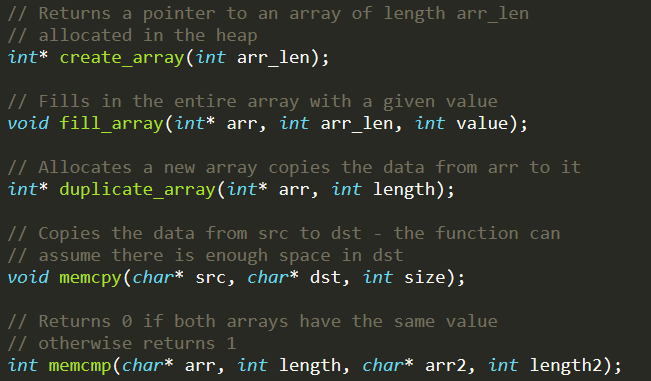 // Returns a pointer to an array of length arr_len
// allocated in the heap
int* create_array(int arr_len);
// Fills in the entire array with a given value
void fill_array(int* arr, int arr_len, int value);
// Allocates a new array copies the data from arr to it
int* duplicate_array(int* arr, int length);
// Copies the data from src to dst - the function can
// assume there is enough space in dst
void memcpy(char* src, char* dst, int size);
// Returns 0 if both arrays have the same value
// otherwise returns 1
int memcmp(char* arr, int length, char* arr2, int length2);